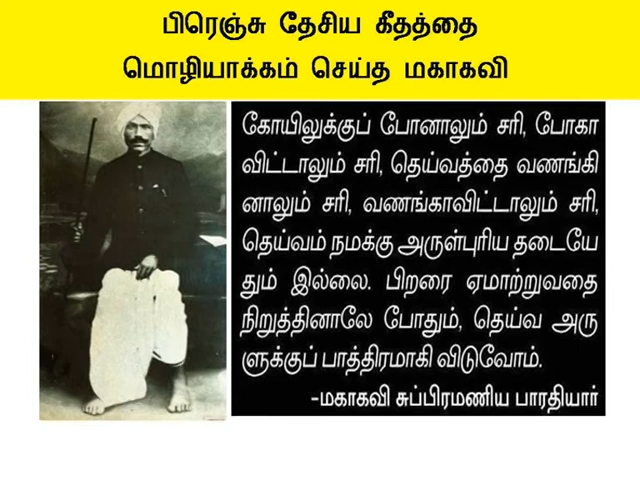 பிரெஞ்சு தேசிய கீதத்தை
மொழியாக்கம் செய்த மகாகவி
கோயிலுக்குப் போனாலும் சரி, போகா
விட்டாலும் சரி, தெய்வத்தை வணங்கி
னாலும் சரி, வணங்காவிட்டாலும் சரி,
தெய்வம் நமக்கு அருள்புரிய தடையே
தும் இல்லை. பிறரை ஏமாற்றுவதை
நிறுத்தினாலே போதும், தெய்வ அரு
ளுக்குப் பாத்திரமாகி விடுவோம்.
-மகாகவி சுப்பிரமணிய பாரதியார்